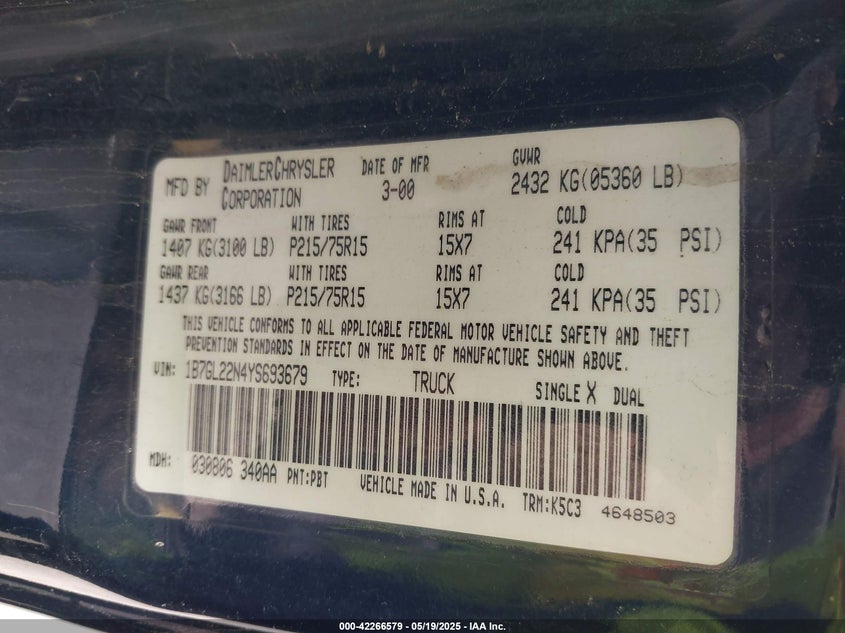 MFD BY DAIMLERCHRYSLER CORPORATION DATE OF MFR 3-00 GVWR 2432 KG(05360 LB)
GAWR FRONT WITH TIRES RIMS AT COLD
1407 KG(3100 LB) P215/75R15 15X7 241 KPA(35 PSI)
GAWR REAR WITH TIRES RIMS AT COLD
1437 KG(3166 LB) P215/75R15 15X7 241 KPA(35 PSI)
THIS VEHICLE CONFORMS TO ALL APPLICABLE FEDERAL MOTOR VEHICLE SAFETY AND THEFT
PREVENTION STANDARDS IN EFFECT ON THE DATE OF MANUFACTURE SHOWN ABOVE.
VIN: 1B7GL22N4YS693679 TYPE: TRUCK SINGLE X DUAL
MDH: 030806 340AA PNT:PBT VEHICLE MADE IN U.S.A. TRM:K5C3 4648503
000-42266579 - 05/19/2025 - IAA Inc.